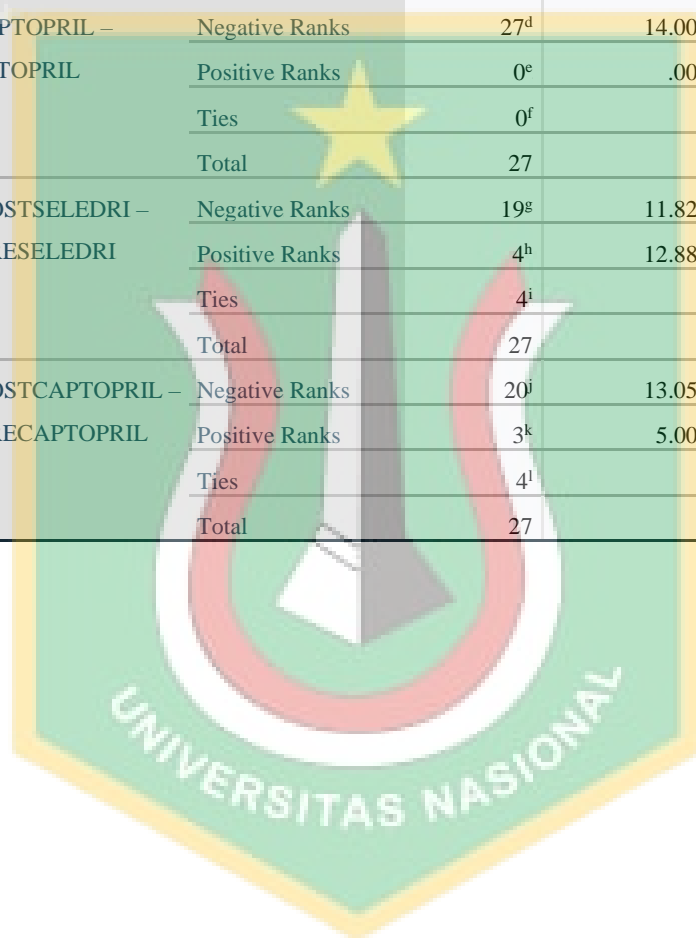 PTOPRIL – Negative Ranks 27ᵈ 14.00
TOPRIL Positive Ranks 0ᵉ .00
Ties 0ᶠ
Total 27
OSTSELEDRI – Negative Ranks 19ᵍ 11.82
RESELEDRI Positive Ranks 4ʰ 12.88
Ties 4ⁱ
Total 27
OSTCAPTOPRIL – Negative Ranks 20ʲ 13.05
RECAPTOPRIL Positive Ranks 3ᵏ 5.00
Ties 4ˡ
Total 27
UNIVERSITAS NASIONAL